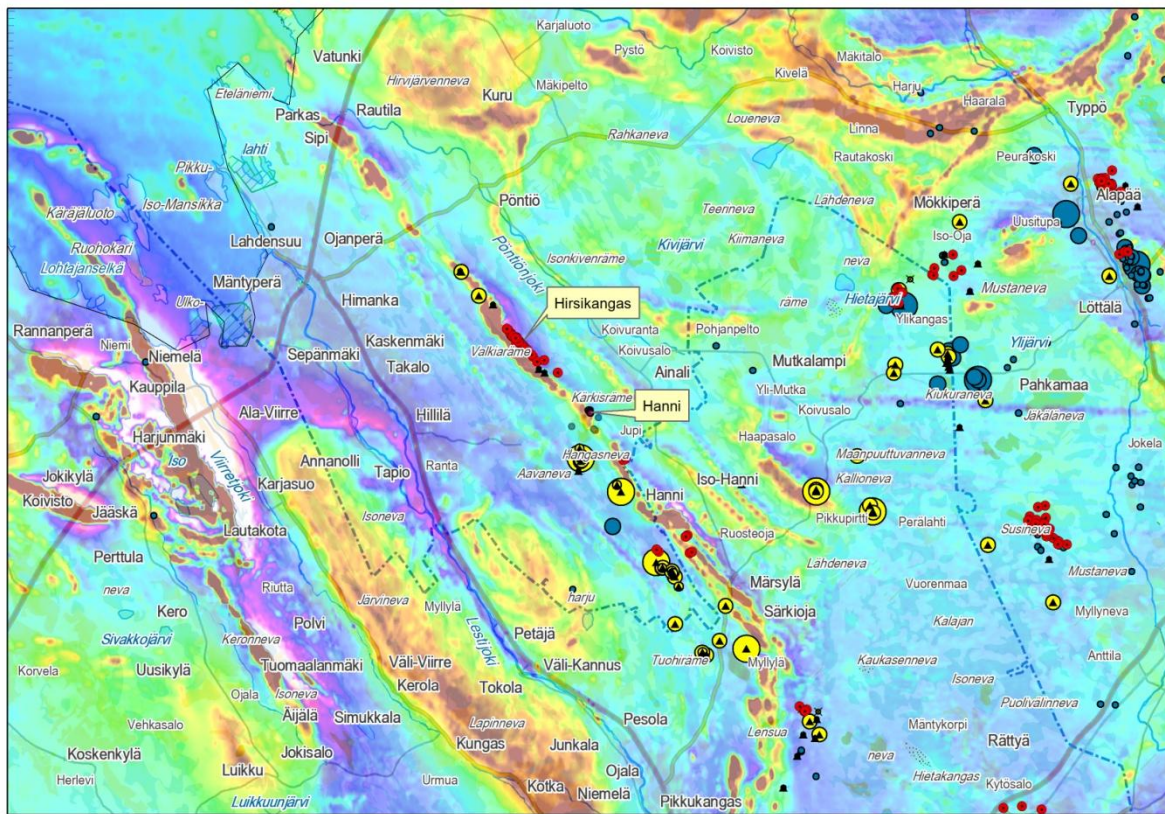 Karjaluoto
Vatunki
Pystö
Koivisto
Mäkitalo
Hirvijärvenneva
Mäkipelto
Kivelä
Harju
Eteläniemi
Kuru
Haarala
Parkas
Rautila
Loueneva
Typpö
Sipi
Rahkaneva
Linna
lahti
Pikku-
Rautakoski
Peurakoski
Iso-Mansikka
Pöntiö
Lähdeneva
Mökkiperä
Alapää
Käräjäluoto
Teerineva
Uusitupa
Ruohokari
Lahdensuu
Ojanperä
Kivijärvi
Kiimaneva
Iso-Oja
Lohtajanselkä
Pöntiönjoki
Isonkivenräme
neva
Mäntyperä
Mustaneva
Löttälä
Ulko-
Himanka
Hirsikangas
räme
Hietajärvi
Rannanperä
Niemi
Koivuranta
Pohjanpelto
Ylikangas
Niemelä
Sepänmäki
Kaskenmäki
Valkiaräme
Koivusalo
Ylijärvi
Takalo
Ainali
Mutkalampi
Kauppila
Yli-Mutka
Kiukuraneva
Pahkamaa
Karkisräme
Hanni
Koivusalo
Jäkäläneva
Ala-Viirre
Hillilä
Jupi
Haapasalo
Harjunmäki
Iso
Viirretjoki
Annanolli
Tapio
Ranta
Hangasneva
Maanpuuttuvanneva
Jokela
Jokikylä
Karjasuo
Aavaneva
Iso-Hanni
Kallioneva
Koivisto
Jääskä
Hanni
Pikkupirtti
Perälahti
Isoneva
Lautakota
Ruosteoja
Susineva
Perttula
Lähdeneva
Mustaneva
neva
Riutta
Järvineva
Myllylä
harju
Märsylä
Vuorenmaa
Kero
Särkioja
Myllyneva
Polvi
Lestijoki
Kalajan
Sivakkojärvi
Keronneva
Petäjä
Anttila
Korvela
Uusikylä
Tuomaalanmäki
Väli-Viirre
Väli-Kannus
Tuohiräme
Myllylä
Kaukasenneva
Isoneva
Ojala
Isoneva
Kerola
Tokola
Puolivälinneva
Vehkasalo
Äijälä
Simukkala
Lapinneva
Pesola
Mäntykorpi
Koskenkylä
Jokisalo
Kungas
Junkala
Lensua
neva
Rättyä
Luikku
Ojala
Hietakangas
Herlevi
Urmua
Kotka
Niemelä
Kytösalo
Luikkuunjärvi
Pikkukangas